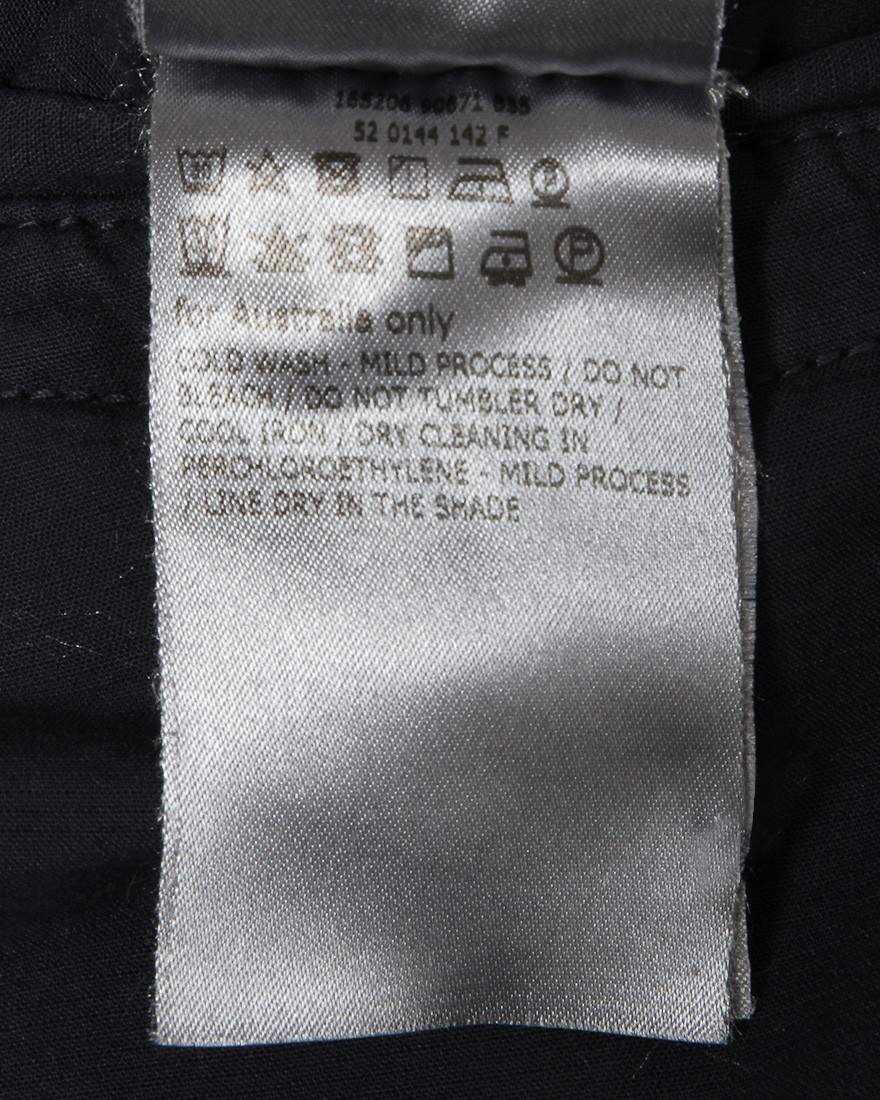 165206 80671 035
52 0144 142 F
for Australia only
COLD WASH - MILD PROCESS / DO NOT
BLEACH / DO NOT TUMBLER DRY /
COOL IRON / DRY CLEANING IN
PERCHLOROETHYLENE - MILD PROCESS
/ LINE DRY IN THE SHADE